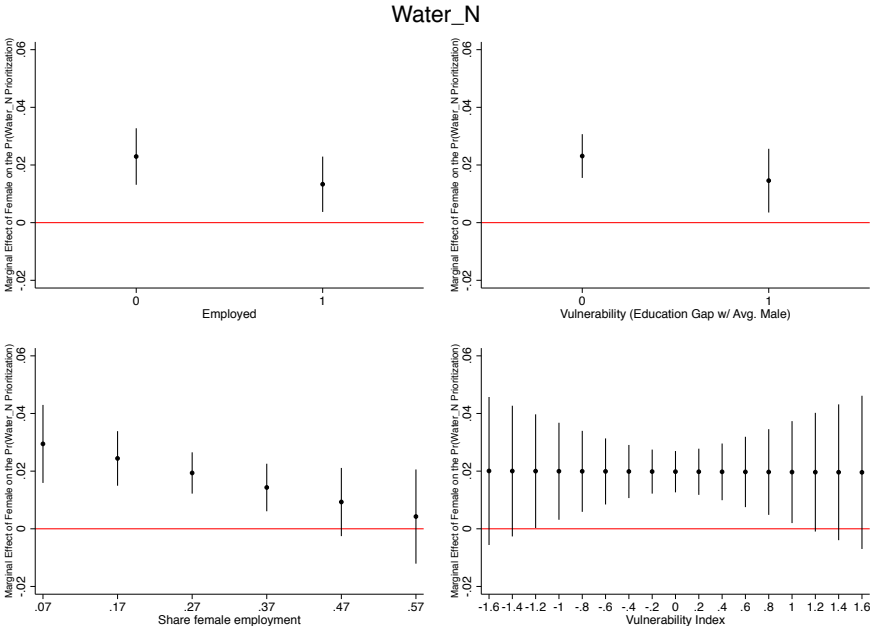 Water_N
Marginal Effect of Female on the Pr(Water_N Prioritization)
.06
.04
.02
0
-.02
0 1
Employed
Marginal Effect of Female on the Pr(Water_N Prioritization)
.06
.04
.02
0
-.02
0 1
Vulnerability (Education Gap w/ Avg. Male)
Marginal Effect of Female on the Pr(Water_N Prioritization)
.06
.04
.02
0
-.02
.07 .17 .27 .37 .47 .57
Share female employment
Marginal Effect of Female on the Pr(Water_N Prioritization)
.06
.04
.02
0
-.02
-1.6 -1.4 -1.2 -1 -.8 -.6 -.4 -.2 0 .2 .4 .6 .8 1 1.2 1.4 1.6
Vulnerability Index